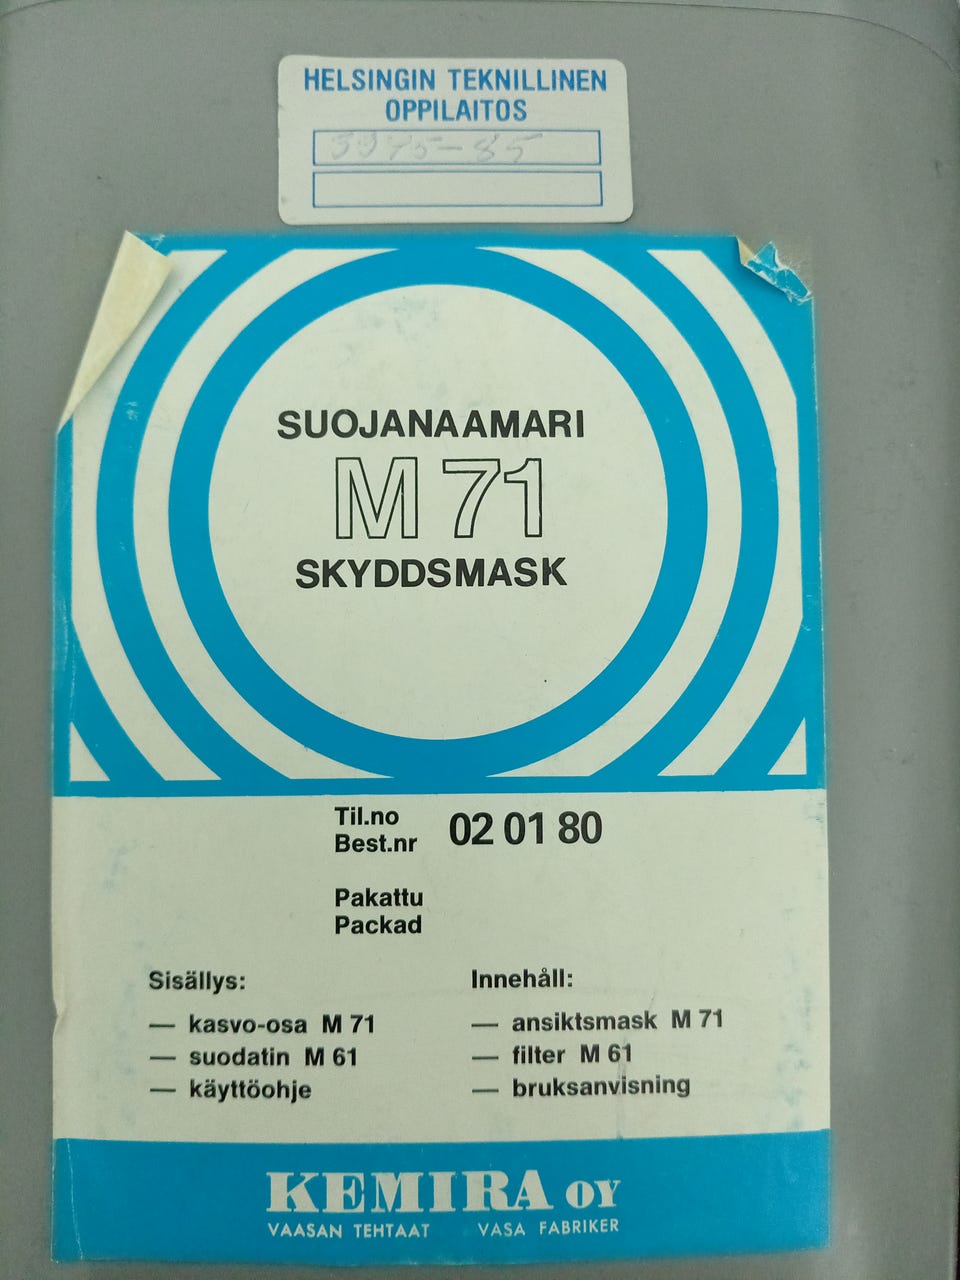 HELSINGIN TEKNILLINEN
OPPILAITOS
SUOJANAAMARI
M 71
SKYDDSMASK
Til.no
Best.nr
02 01 80
Pakattu
Packad
Sisällys:
— kasvo-osa M 71
— suodatin M 61
— käyttöohje
Innehåll:
— ansiktsmask M 71
— filter M 61
— bruksanvisning
KEMIRA OY
VAASAN TEHTAAT VASA FABRIKER